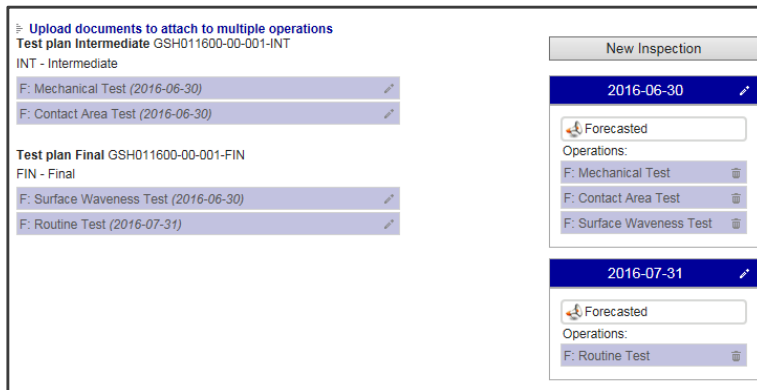 Upload documents to attach to multiple operations
Test plan Intermediate GSH011600-00-001-INT
INT - Intermediate
F: Mechanical Test (2016-06-30)
F: Contact Area Test (2016-06-30)
Test plan Final GSH011600-00-001-FIN
FIN - Final
F: Surface Waveness Test (2016-06-30)
F: Routine Test (2016-07-31)
New Inspection
2016-06-30
Forecasted
Operations:
F: Mechanical Test
F: Contact Area Test
F: Surface Waveness Test
2016-07-31
Forecasted
Operations:
F: Routine Test